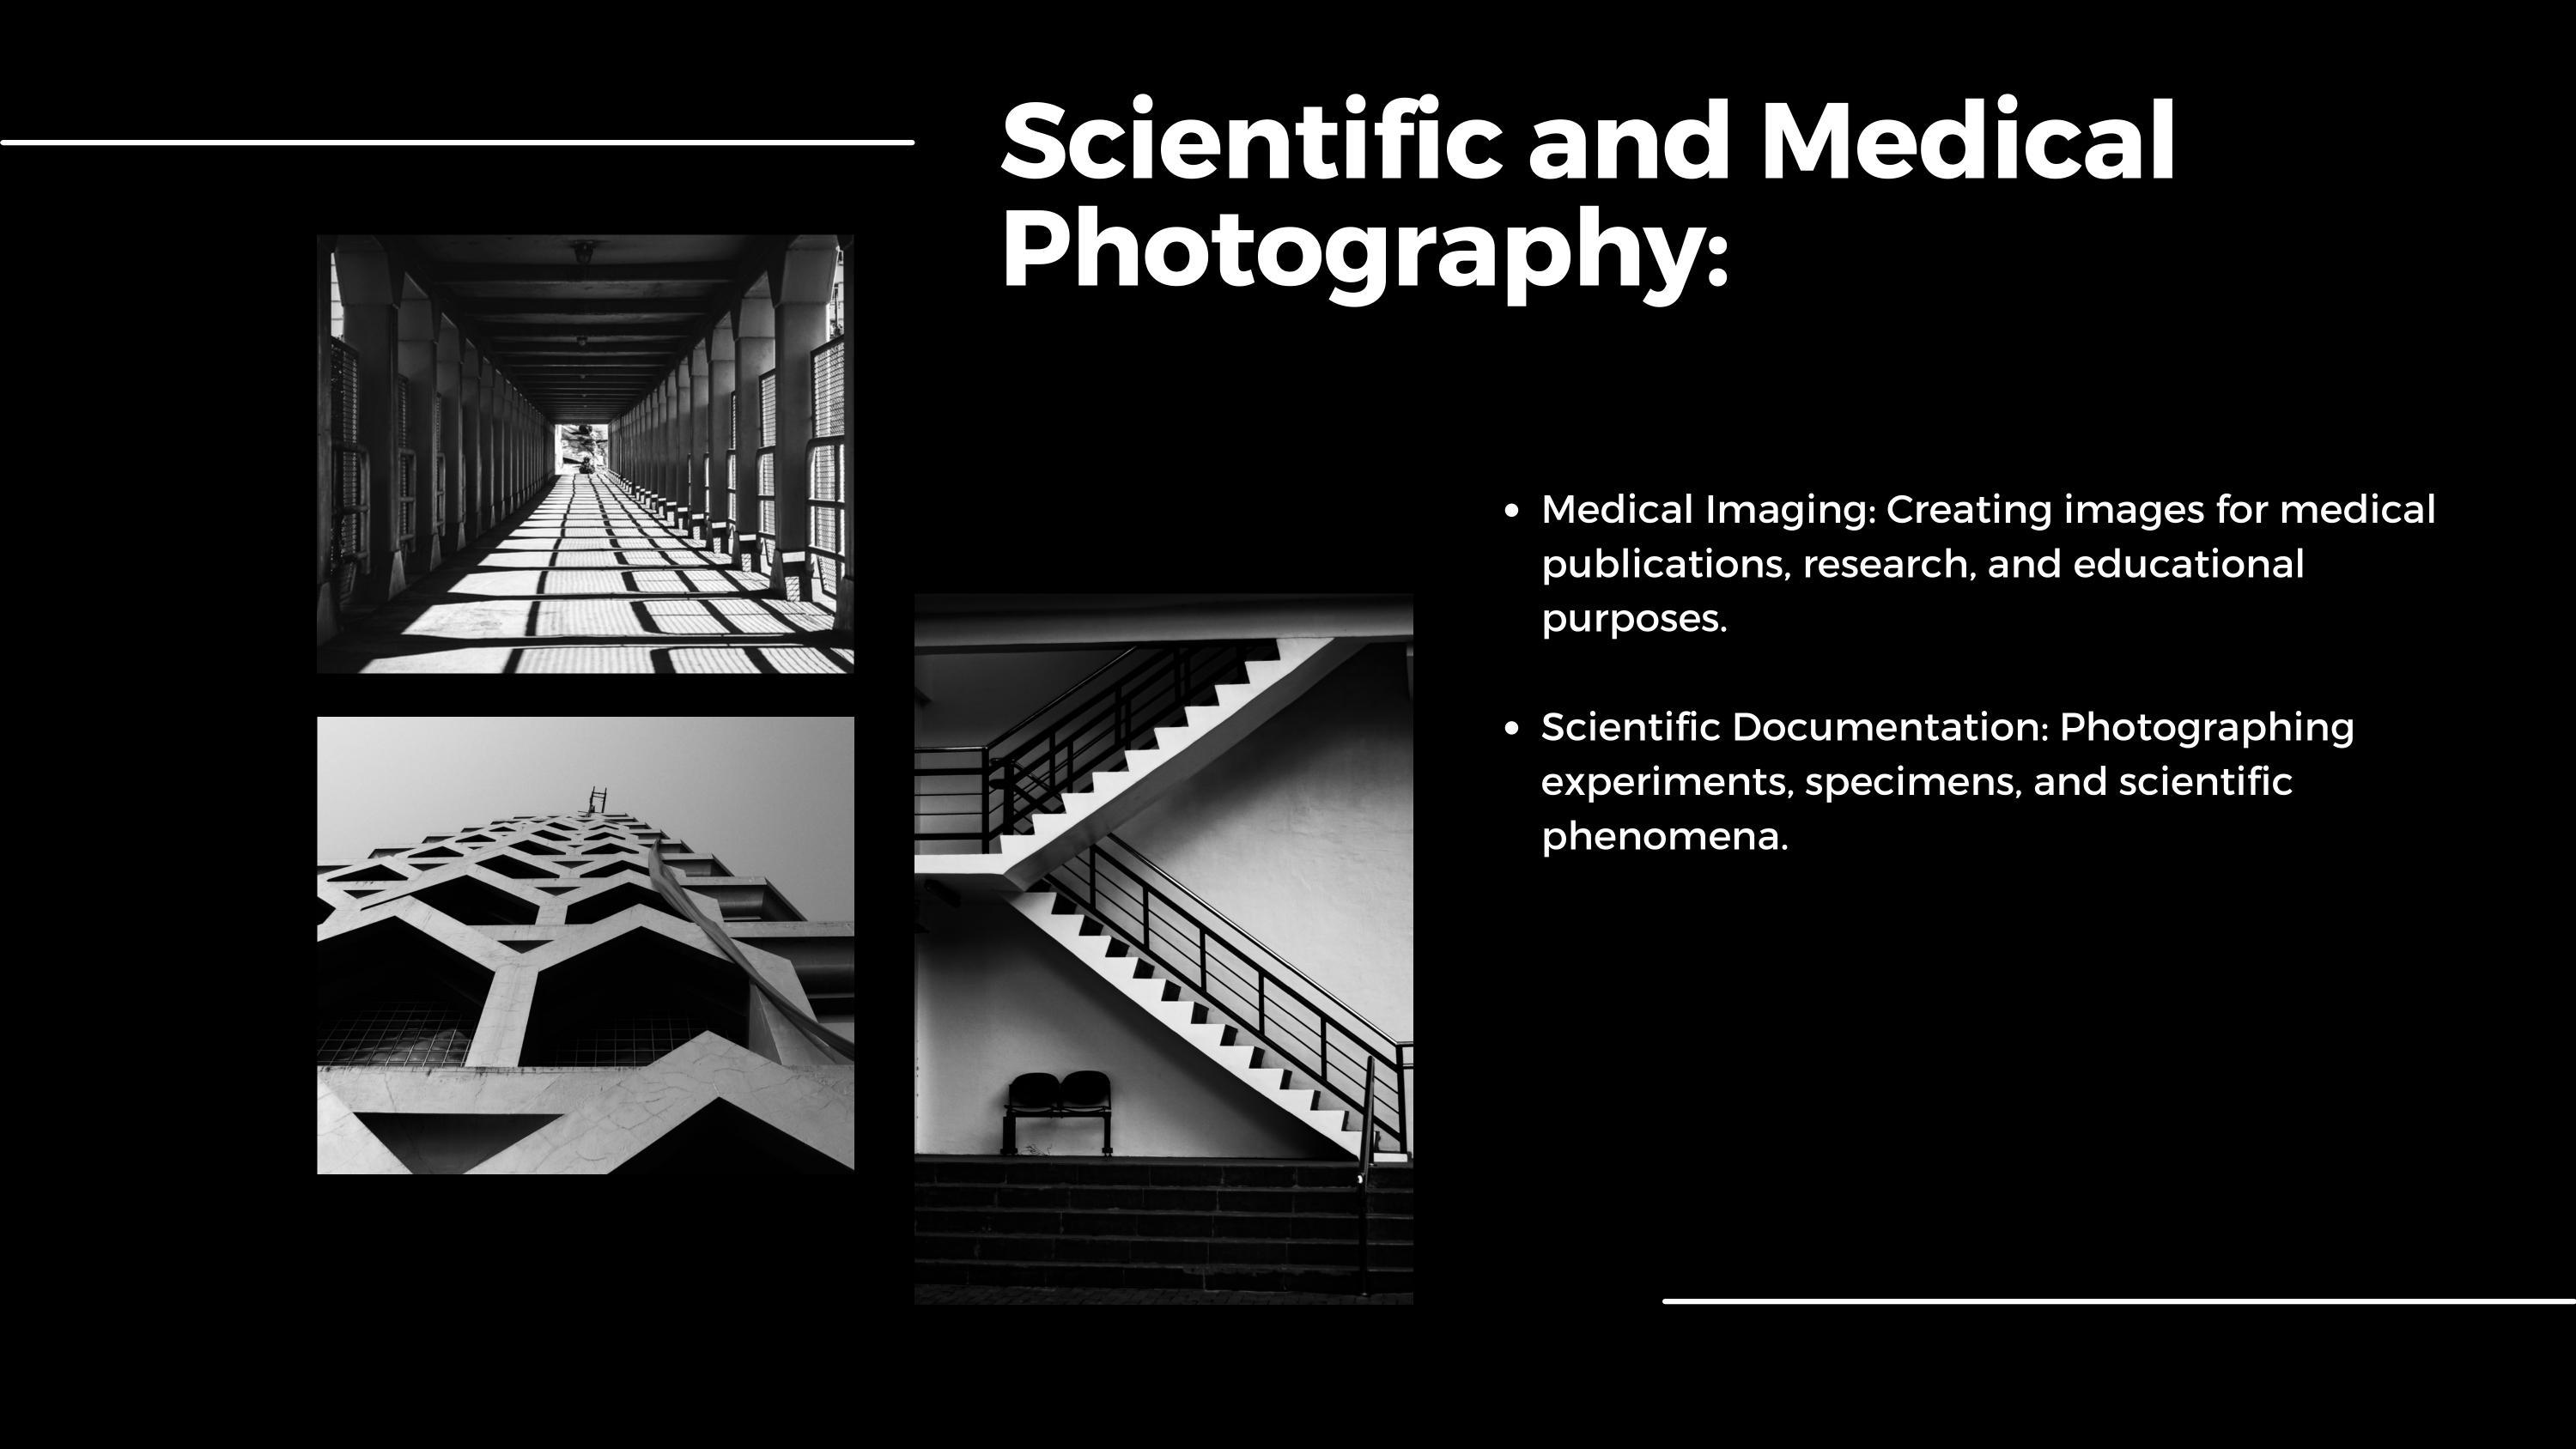 Scientific and Medical
Photography:
• Medical Imaging: Creating images for medical
publications, research, and educational
purposes.
• Scientific Documentation: Photographing
experiments, specimens, and scientific
phenomena.